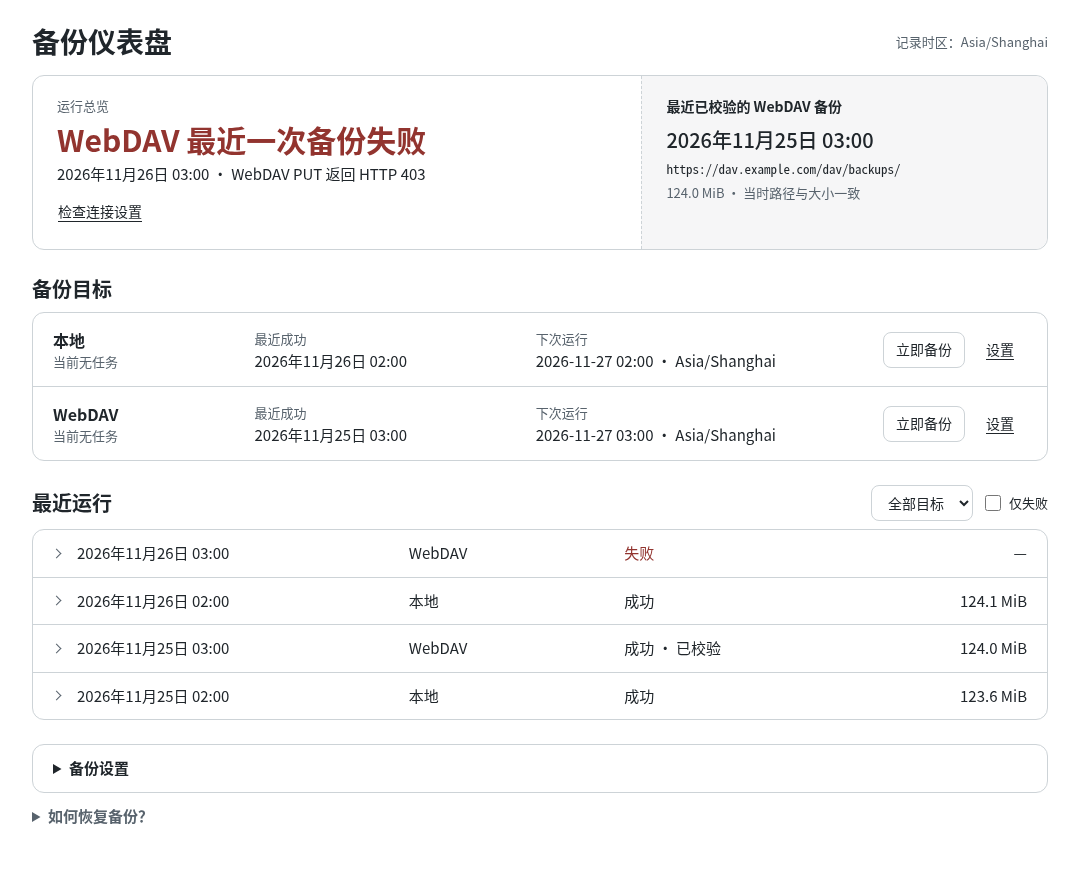 备份仪表盘
记录时区：Asia/Shanghai
运行总览
WebDAV 最近一次备份失败
2026年11月26日 03:00 · WebDAV PUT 返回 HTTP 403
检查连接设置
最近已校验的 WebDAV 备份
2026年11月25日 03:00
https://dav.example.com/dav/backups/
124.0 MiB · 当时路径与大小一致
备份目标
本地
当前无任务
最近成功
2026年11月26日 02:00
下次运行
2026-11-27 02:00 · Asia/Shanghai
立即备份
设置
WebDAV
当前无任务
最近成功
2026年11月25日 03:00
下次运行
2026-11-27 03:00 · Asia/Shanghai
立即备份
设置
最近运行
全部目标
仅失败
2026年11月26日 03:00 WebDAV 失败 —
2026年11月26日 02:00 本地 成功 124.1 MiB
2026年11月25日 03:00 WebDAV 成功 · 已校验 124.0 MiB
2026年11月25日 02:00 本地 成功 123.6 MiB
备份设置
如何恢复备份？